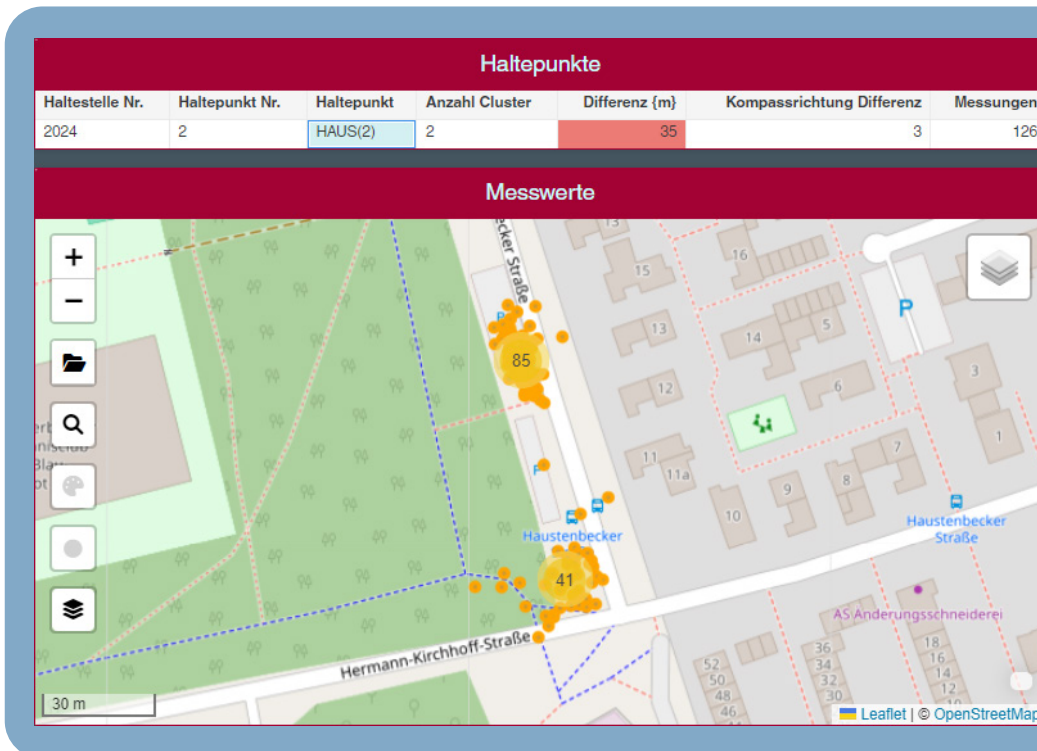 Haltepunkte
Haltestelle Nr. Haltepunkt Nr. Haltepunkt Anzahl Cluster Differenz {m} Kompassrichtung Differenz Messungen
2024 2 HAUS(2) 2 35 3 126
Messwerte
ecker Straße
13
15
16
P
P
13
14
5
85
12
6
3
11
11a
7
1
P
9
8
10
Haustenbecker
Haustenbecker
Straße
41
AS Änderungsschneiderei
Hermann-Kirchhoff-Straße
52
50
48
46
36
34
32
30
18
16
14
12
10
30 m
Leaflet | © OpenStreetMap